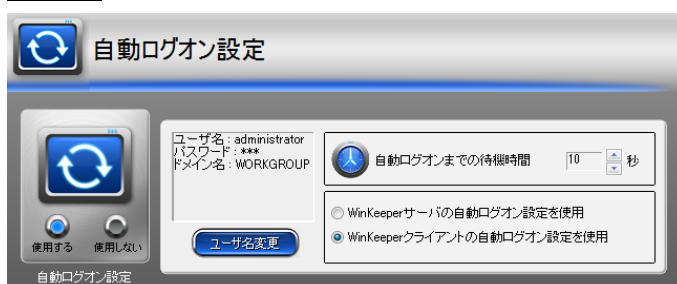 自動ログオン設定
ユーザ名 : administrator
パスワード : ***
ドメイン名 : WORKGROUP
自動ログオンまでの待機時間 10 秒
WinKeeperサーバの自動ログオン設定を使用
WinKeeperクライアントの自動ログオン設定を使用
使用する 使用しない
ユーザ名変更
自動ログオン設定